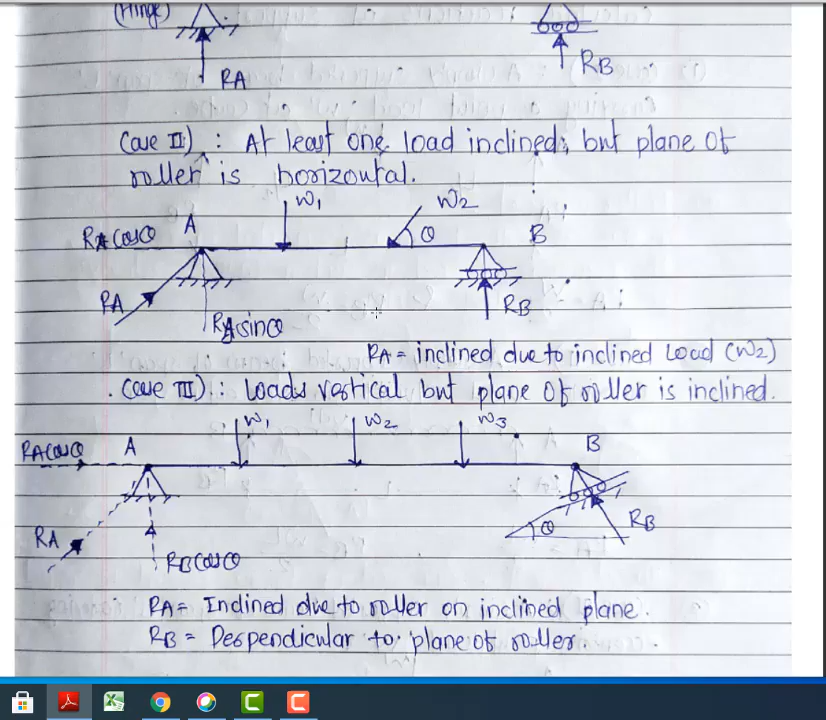 (Hinge)
RA
RB
Case II) : At least one load inclined, but plane of
roller is horizontal.
W1
W2
RA cosθ
A
θ
B
RA
RA sinθ
RB
RA = inclined due to inclined Load (W2)
Case III) : Loads vertical but plane of roller is inclined.
W1
W2
W3
RA cosθ
A
B
RA
RB cosθ
θ
RB
RA = Inclined due to roller on inclined plane.
RB = Perpendicular to plane of roller.